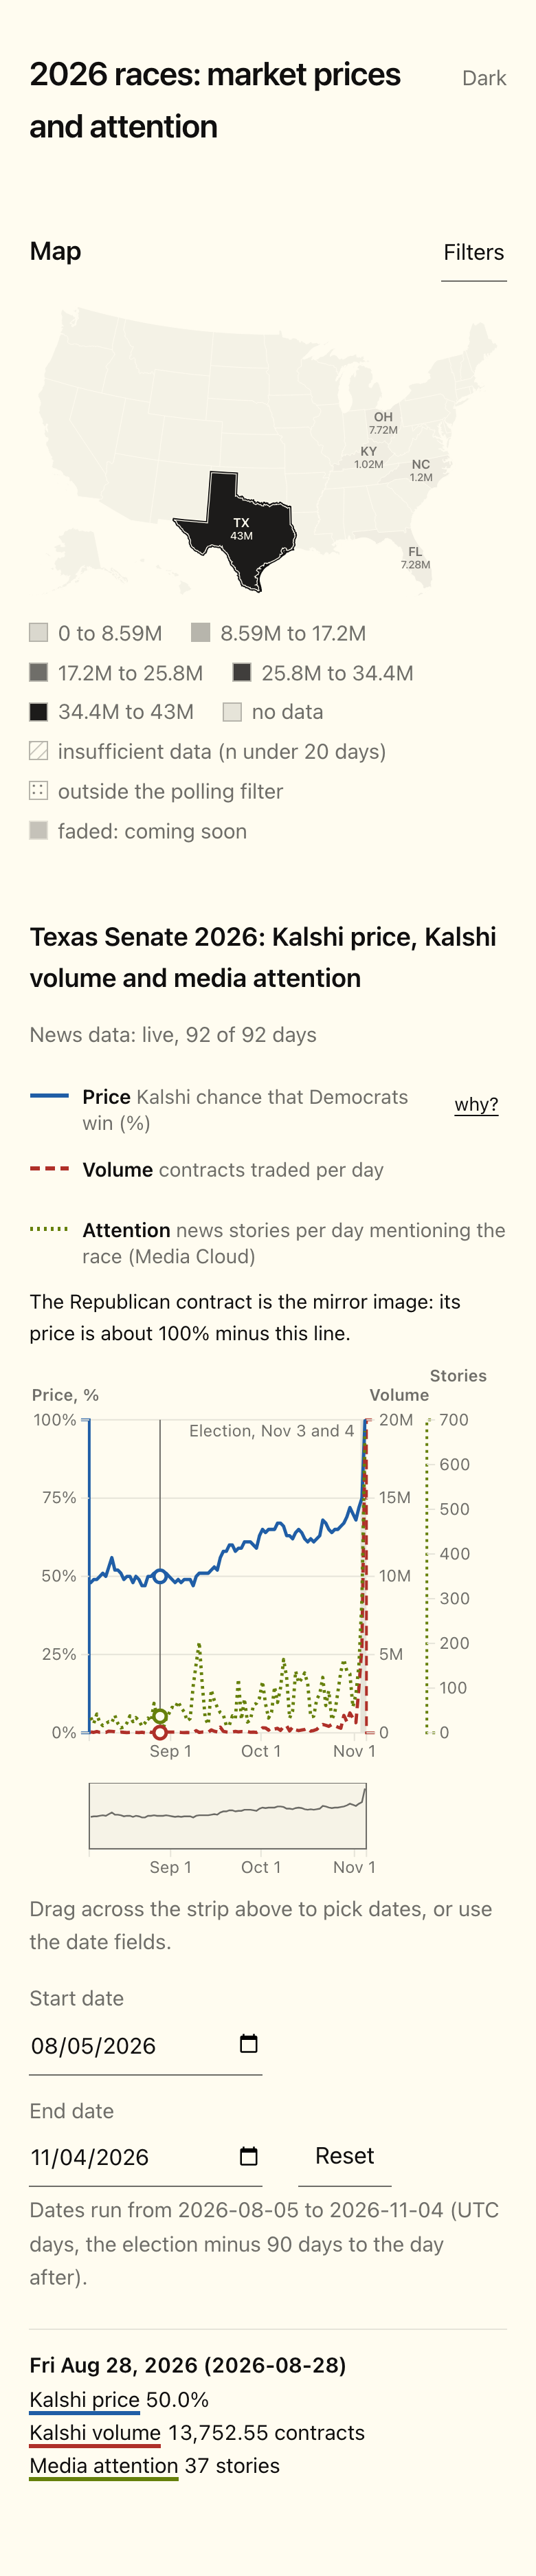 2026 races: market prices
and attention
Dark
Map
Filters
OH
7.72M
KY
1.02M
NC
1.2M
TX
43M
FL
7.28M
0 to 8.59M
8.59M to 17.2M
17.2M to 25.8M
25.8M to 34.4M
34.4M to 43M
no data
insufficient data (n under 20 days)
outside the polling filter
faded: coming soon
Texas Senate 2026: Kalshi price, Kalshi
volume and media attention
News data: live, 92 of 92 days
Price Kalshi chance that Democrats
win (%)
why?
Volume contracts traded per day
Attention news stories per day mentioning the
race (Media Cloud)
The Republican contract is the mirror image: its
price is about 100% minus this line.
Stories
Price, %
Volume
100%
Election, Nov 3 and 4
20M
700
600
75%
15M
500
400
50%
10M
300
200
25%
5M
100
0%
0
0
Sep 1
Oct 1
Nov 1
Sep 1
Oct 1
Nov 1
Drag across the strip above to pick dates, or use
the date fields.
Start date
08/05/2026
End date
11/04/2026
Reset
Dates run from 2026-08-05 to 2026-11-04 (UTC
days, the election minus 90 days to the day
after).
Fri Aug 28, 2026 (2026-08-28)
Kalshi price 50.0%
Kalshi volume 13,752.55 contracts
Media attention 37 stories